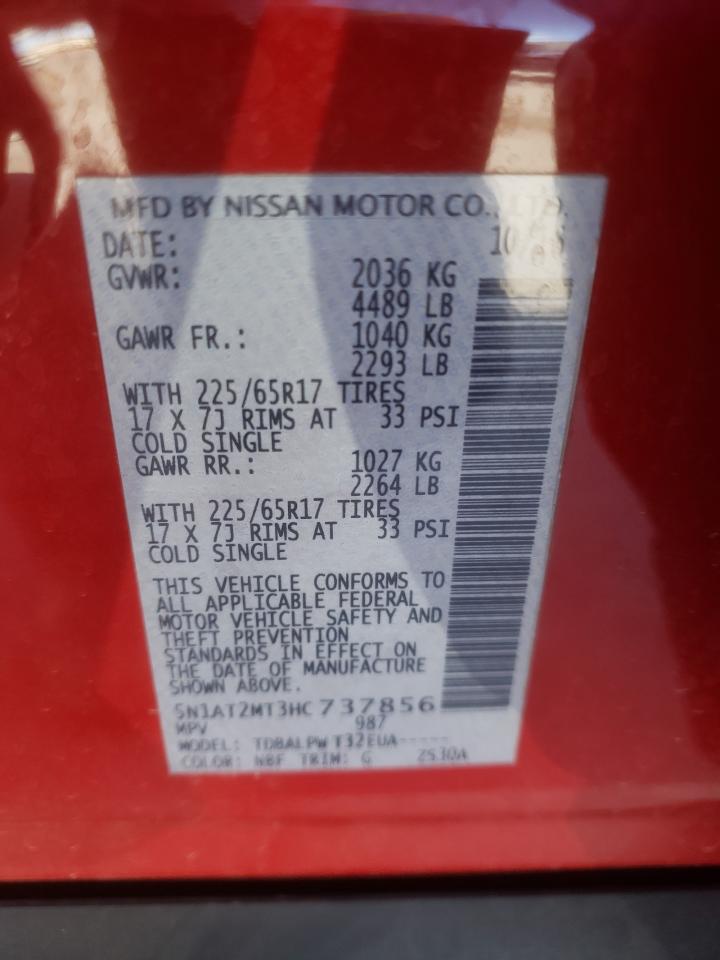 MFD BY NISSAN MOTOR CO., LTD.
DATE:
GVWR: 2036 KG
4489 LB
GAWR FR.: 1040 KG
2293 LB
WITH 225/65R17 TIRES
17 X 7J RIMS AT 33 PSI
COLD SINGLE
GAWR RR.: 1027 KG
2264 LB
WITH 225/65R17 TIRES
17 X 7J RIMS AT 33 PSI
COLD SINGLE
THIS VEHICLE CONFORMS TO
ALL APPLICABLE FEDERAL
MOTOR VEHICLE SAFETY AND
THEFT PREVENTION
STANDARDS IN EFFECT ON
THE DATE OF MANUFACTURE
SHOWN ABOVE.
5N1AT2MT3HC737856
MPV 987
MODEL: TDBALPW T32EUA-----
COLOR: NBF TRIM: G 2530A